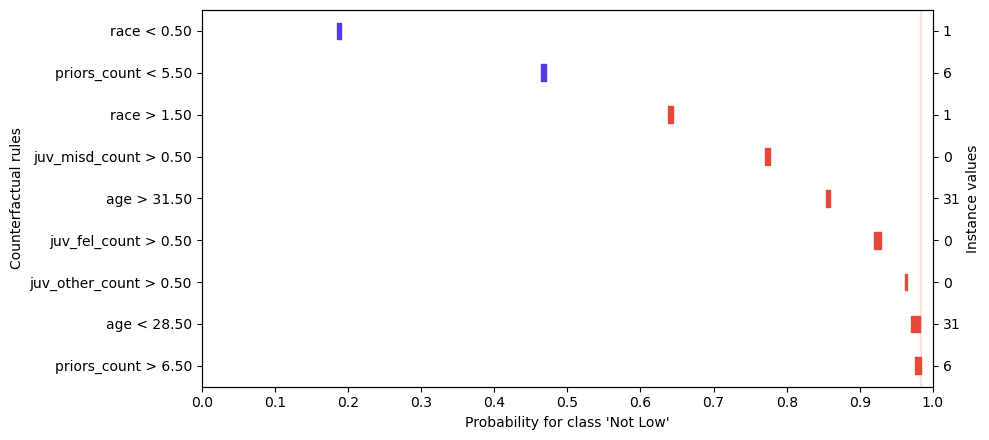 Counterfactual rules
race < 0.50
priors_count < 5.50
race > 1.50
juv_misd_count > 0.50
age > 31.50
juv_fel_count > 0.50
juv_other_count > 0.50
age < 28.50
priors_count > 6.50
1
6
1
0
31
0
0
31
6
Instance values
0.0 0.1 0.2 0.3 0.4 0.5 0.6 0.7 0.8 0.9 1.0
Probability for class 'Not Low'